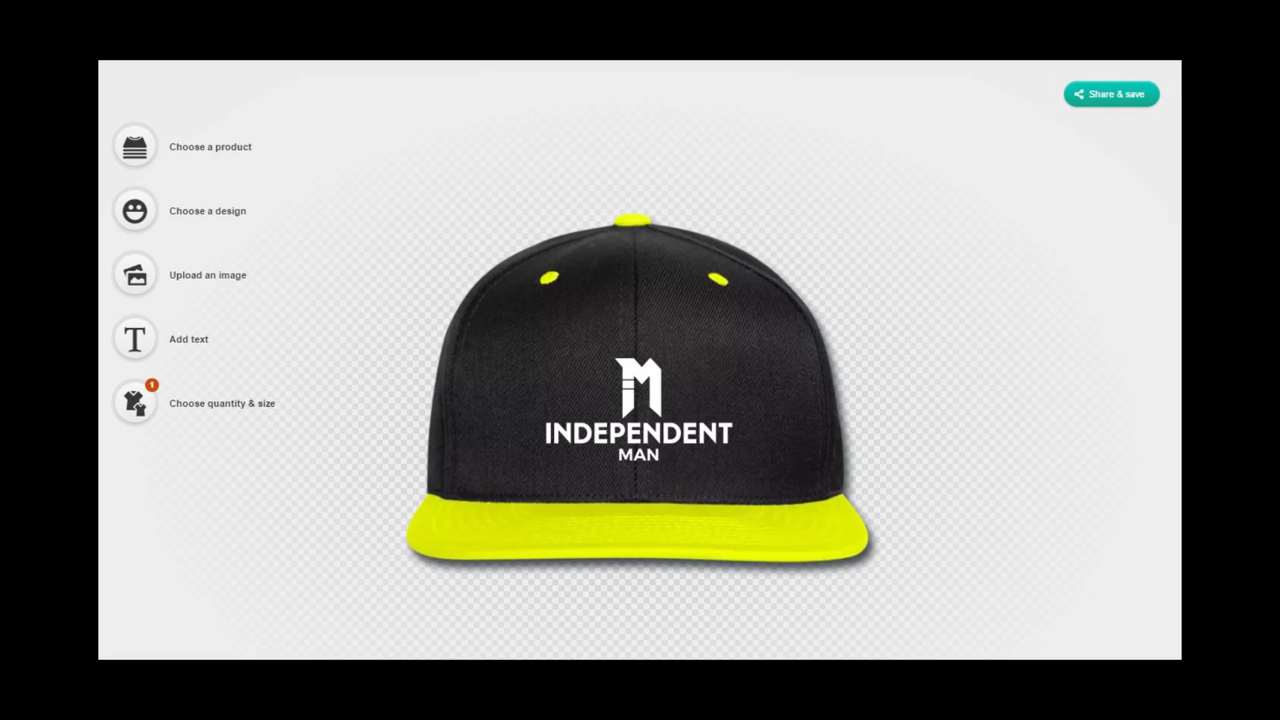 Share & save
Choose a product
Choose a design
Upload an image
T Add text
1
Choose quantity & size
INDEPENDENT
MAN